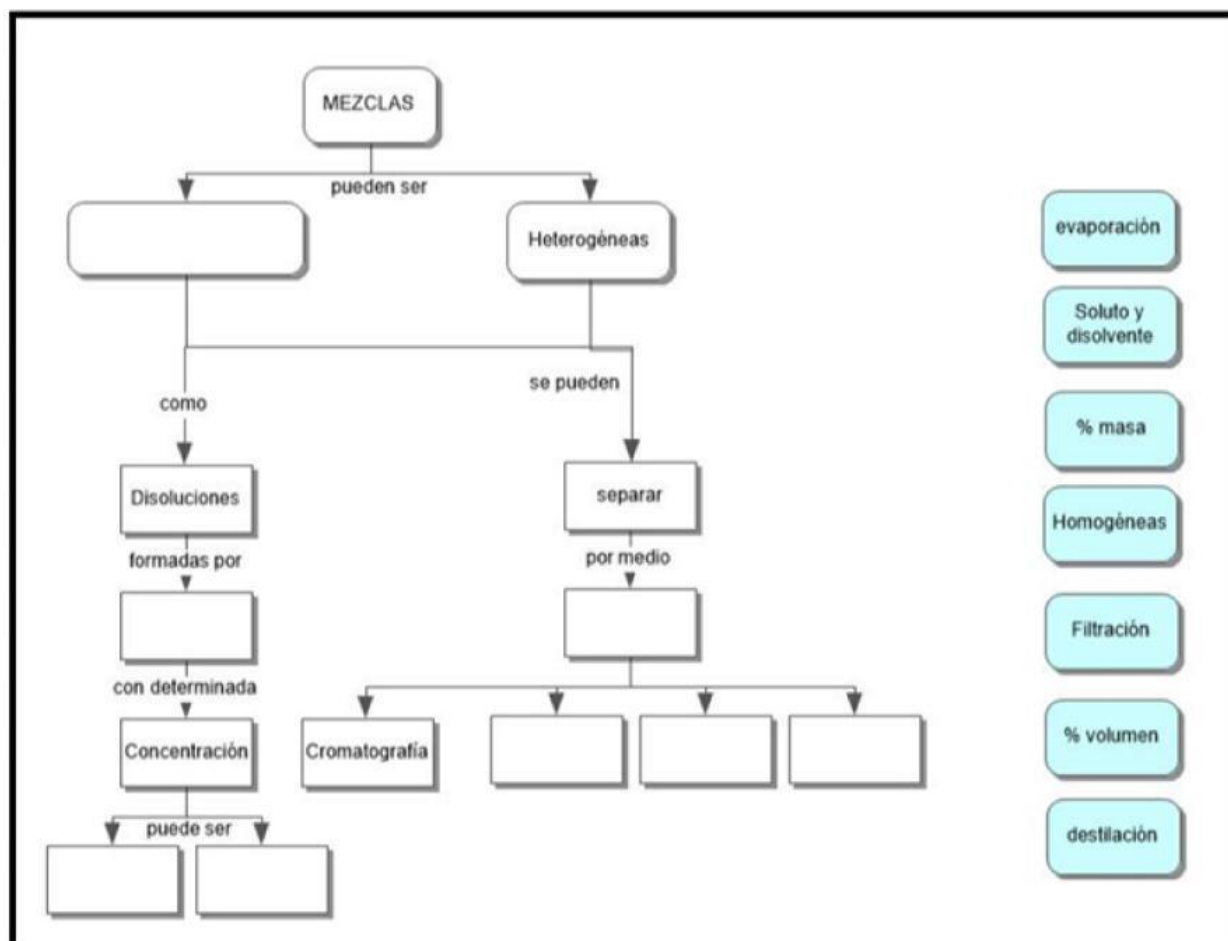 MEZCLAS
pueden ser
Heterogéneas
evaporación
Soluto y
disolvente
se pueden
como
% masa
Disoluciones
separar
Homogéneas
formadas por
por medio
Filtración
con determinada
Concentración
Cromatografía
% volumen
puede ser
destilación